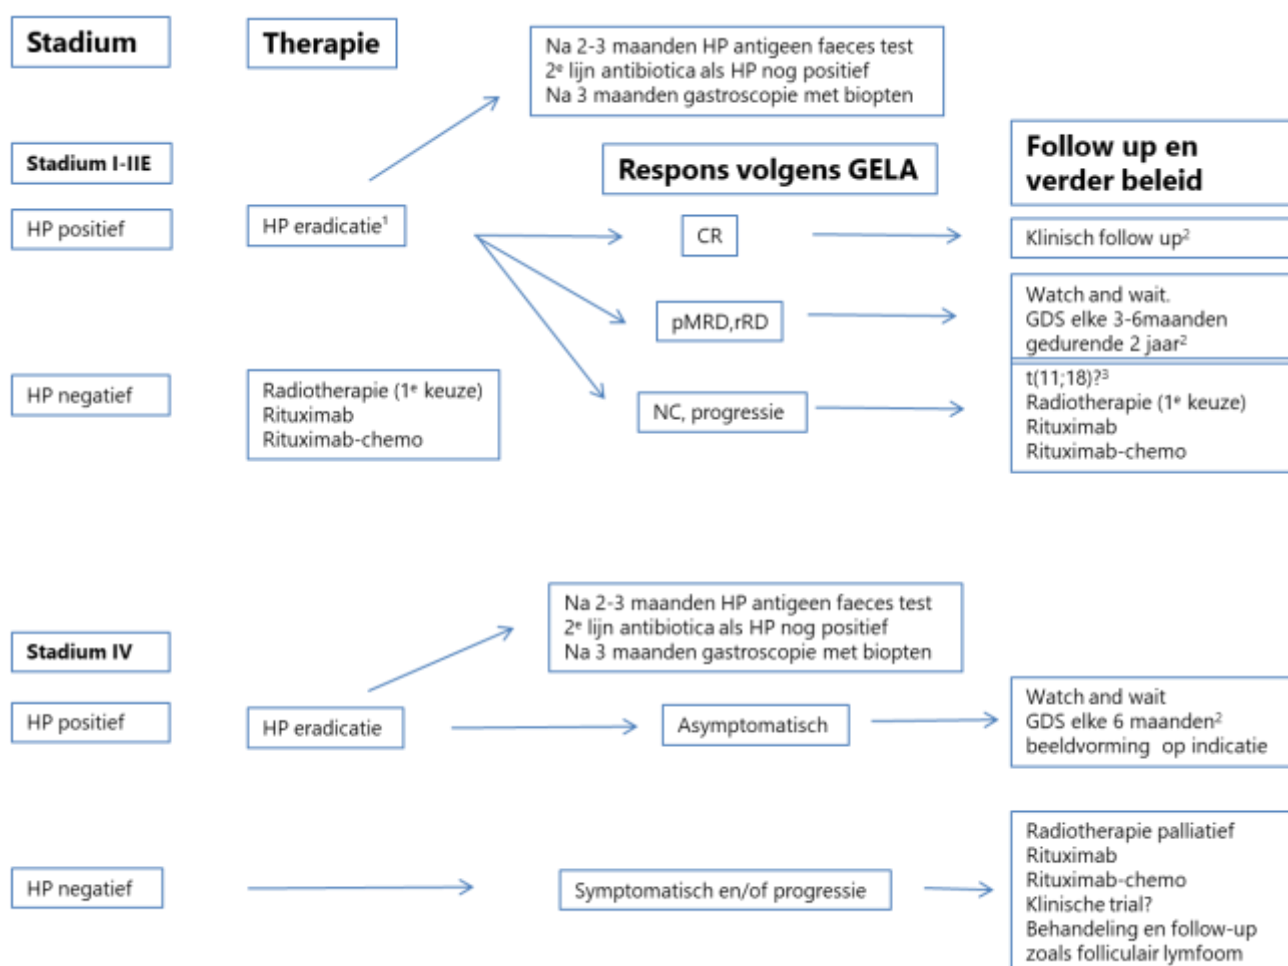 Stadium
Therapie
Na 2-3 maanden HP antigeen faeces test
2e lijn antibiotica als HP nog positief
Na 3 maanden gastroscopie met biopten
Stadium I-IIE
Respons volgens GELA
Follow up en
verder beleid
HP positief
HP eradicatie¹
CR
Klinisch follow up²
pMRD,rRD
Watch and wait.
GDS elke 3-6maanden
gedurende 2 jaar²
HP negatief
Radiotherapie (1e keuze)
Rituximab
Rituximab-chemo
NC, progressie
t(11;18)?³
Radiotherapie (1e keuze)
Rituximab
Rituximab-chemo
Na 2-3 maanden HP antigeen faeces test
2e lijn antibiotica als HP nog positief
Na 3 maanden gastroscopie met biopten
Stadium IV
HP positief
HP eradicatie
Asymptomatisch
Watch and wait
GDS elke 6 maanden²
beeldvorming op indicatie
HP negatief
Symptomatisch en/of progressie
Radiotherapie palliatief
Rituximab
Rituximab-chemo
Klinische trial?
Behandeling en follow-up
zoals folliculair lymfoom